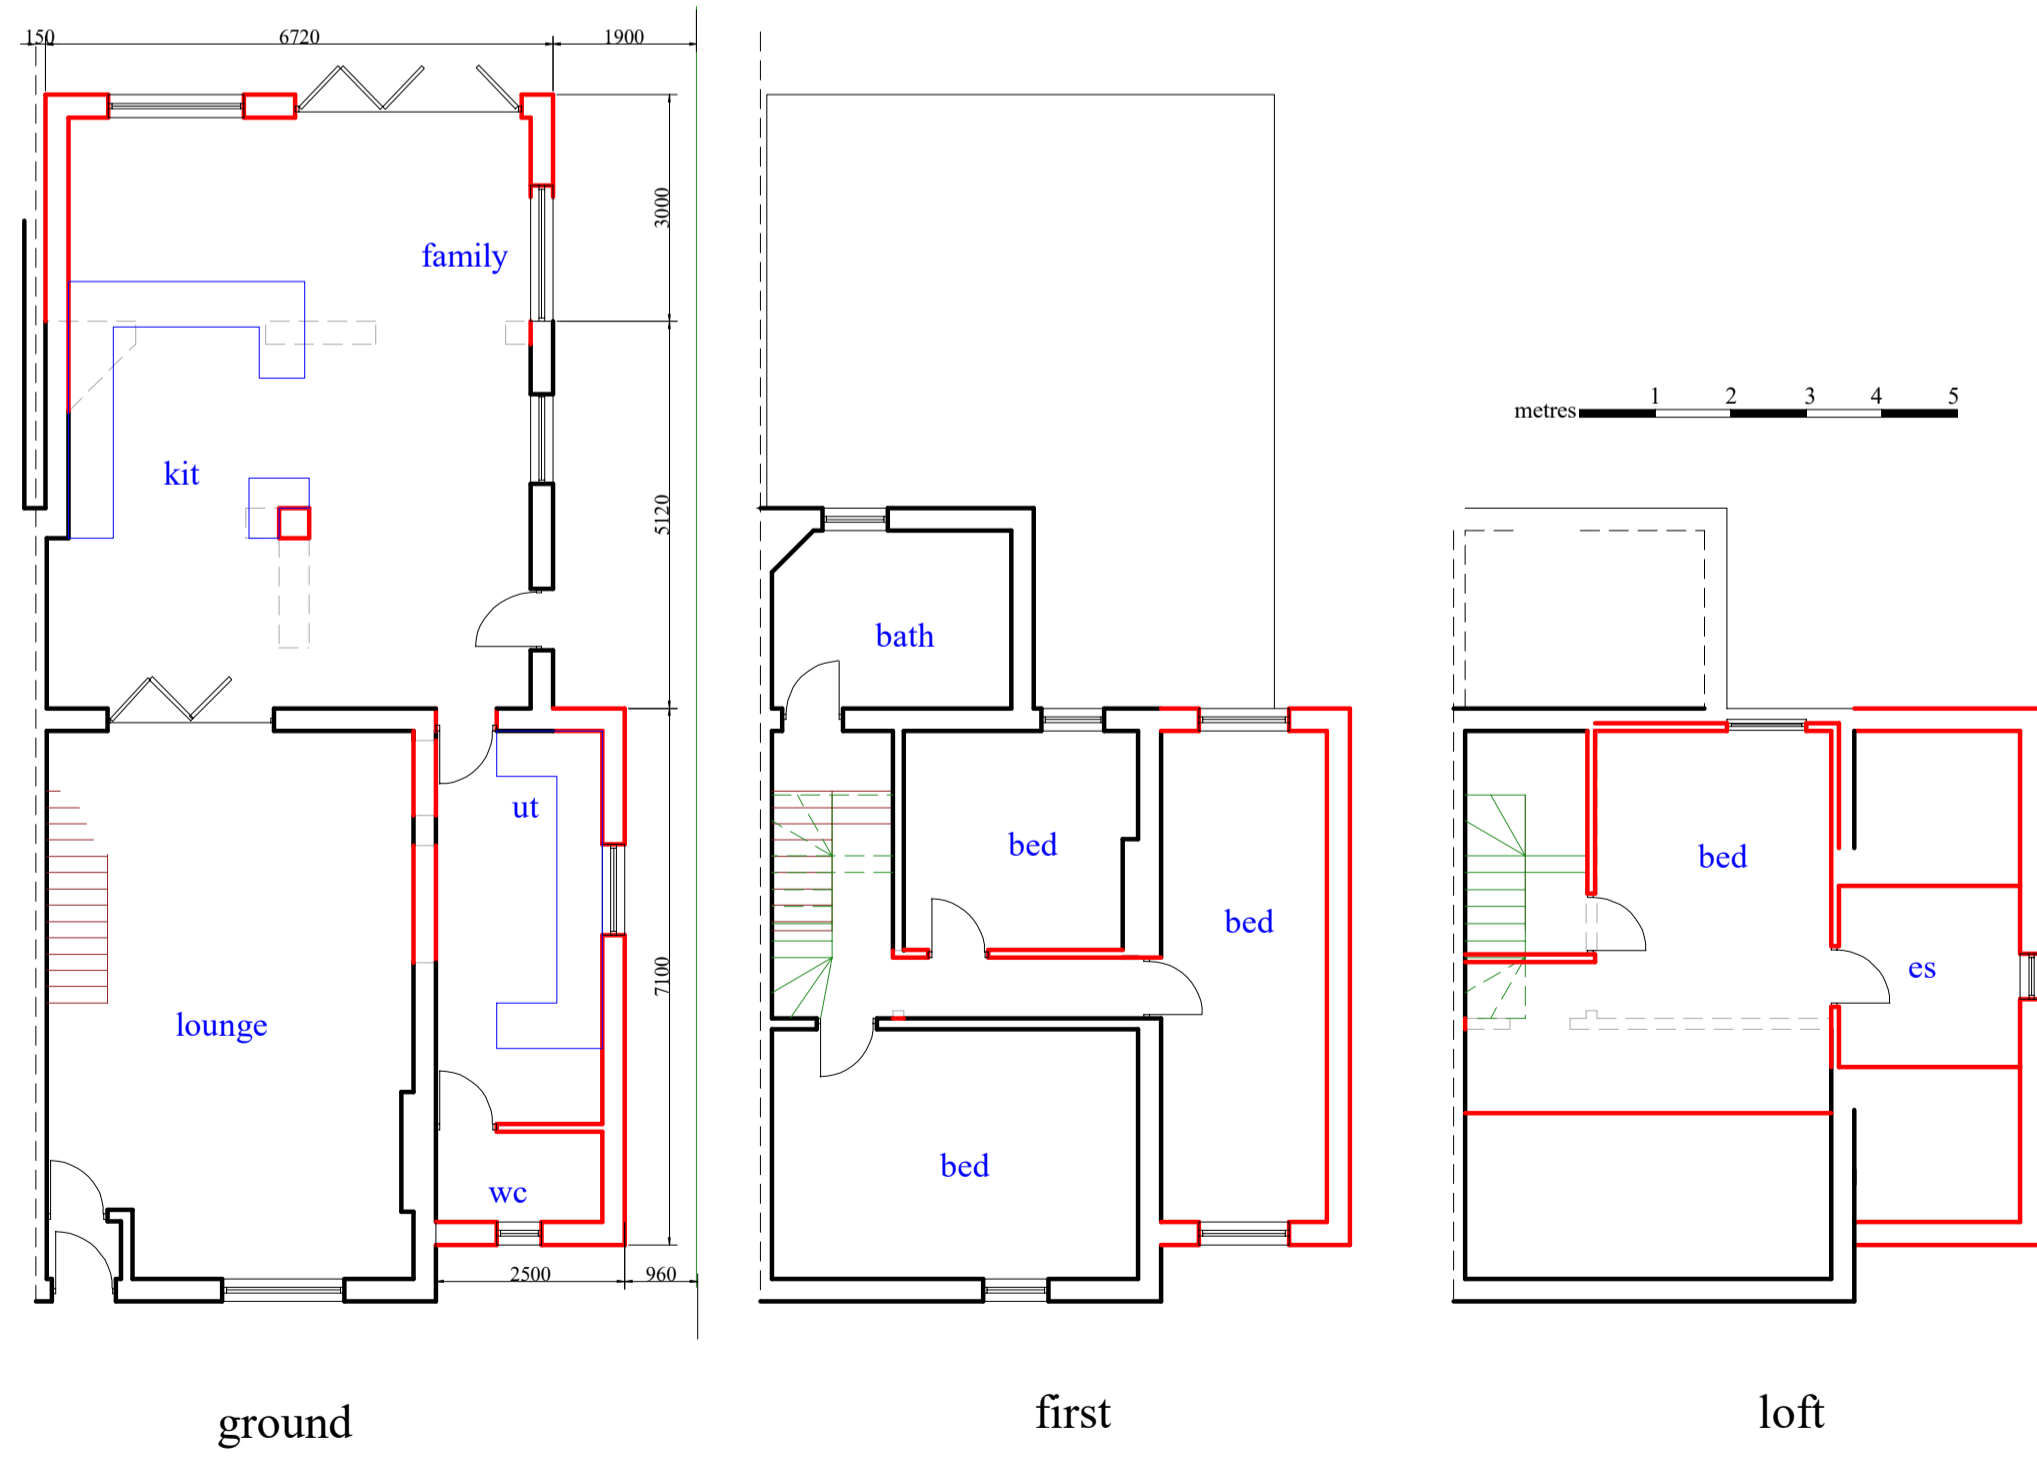 150 6720 1900
3000
family
metres 1 2 3 4 5
kit
5120
bath
ut
bed
bed
bed
es
7100
lounge
bed
wc
2500 960
ground first loft